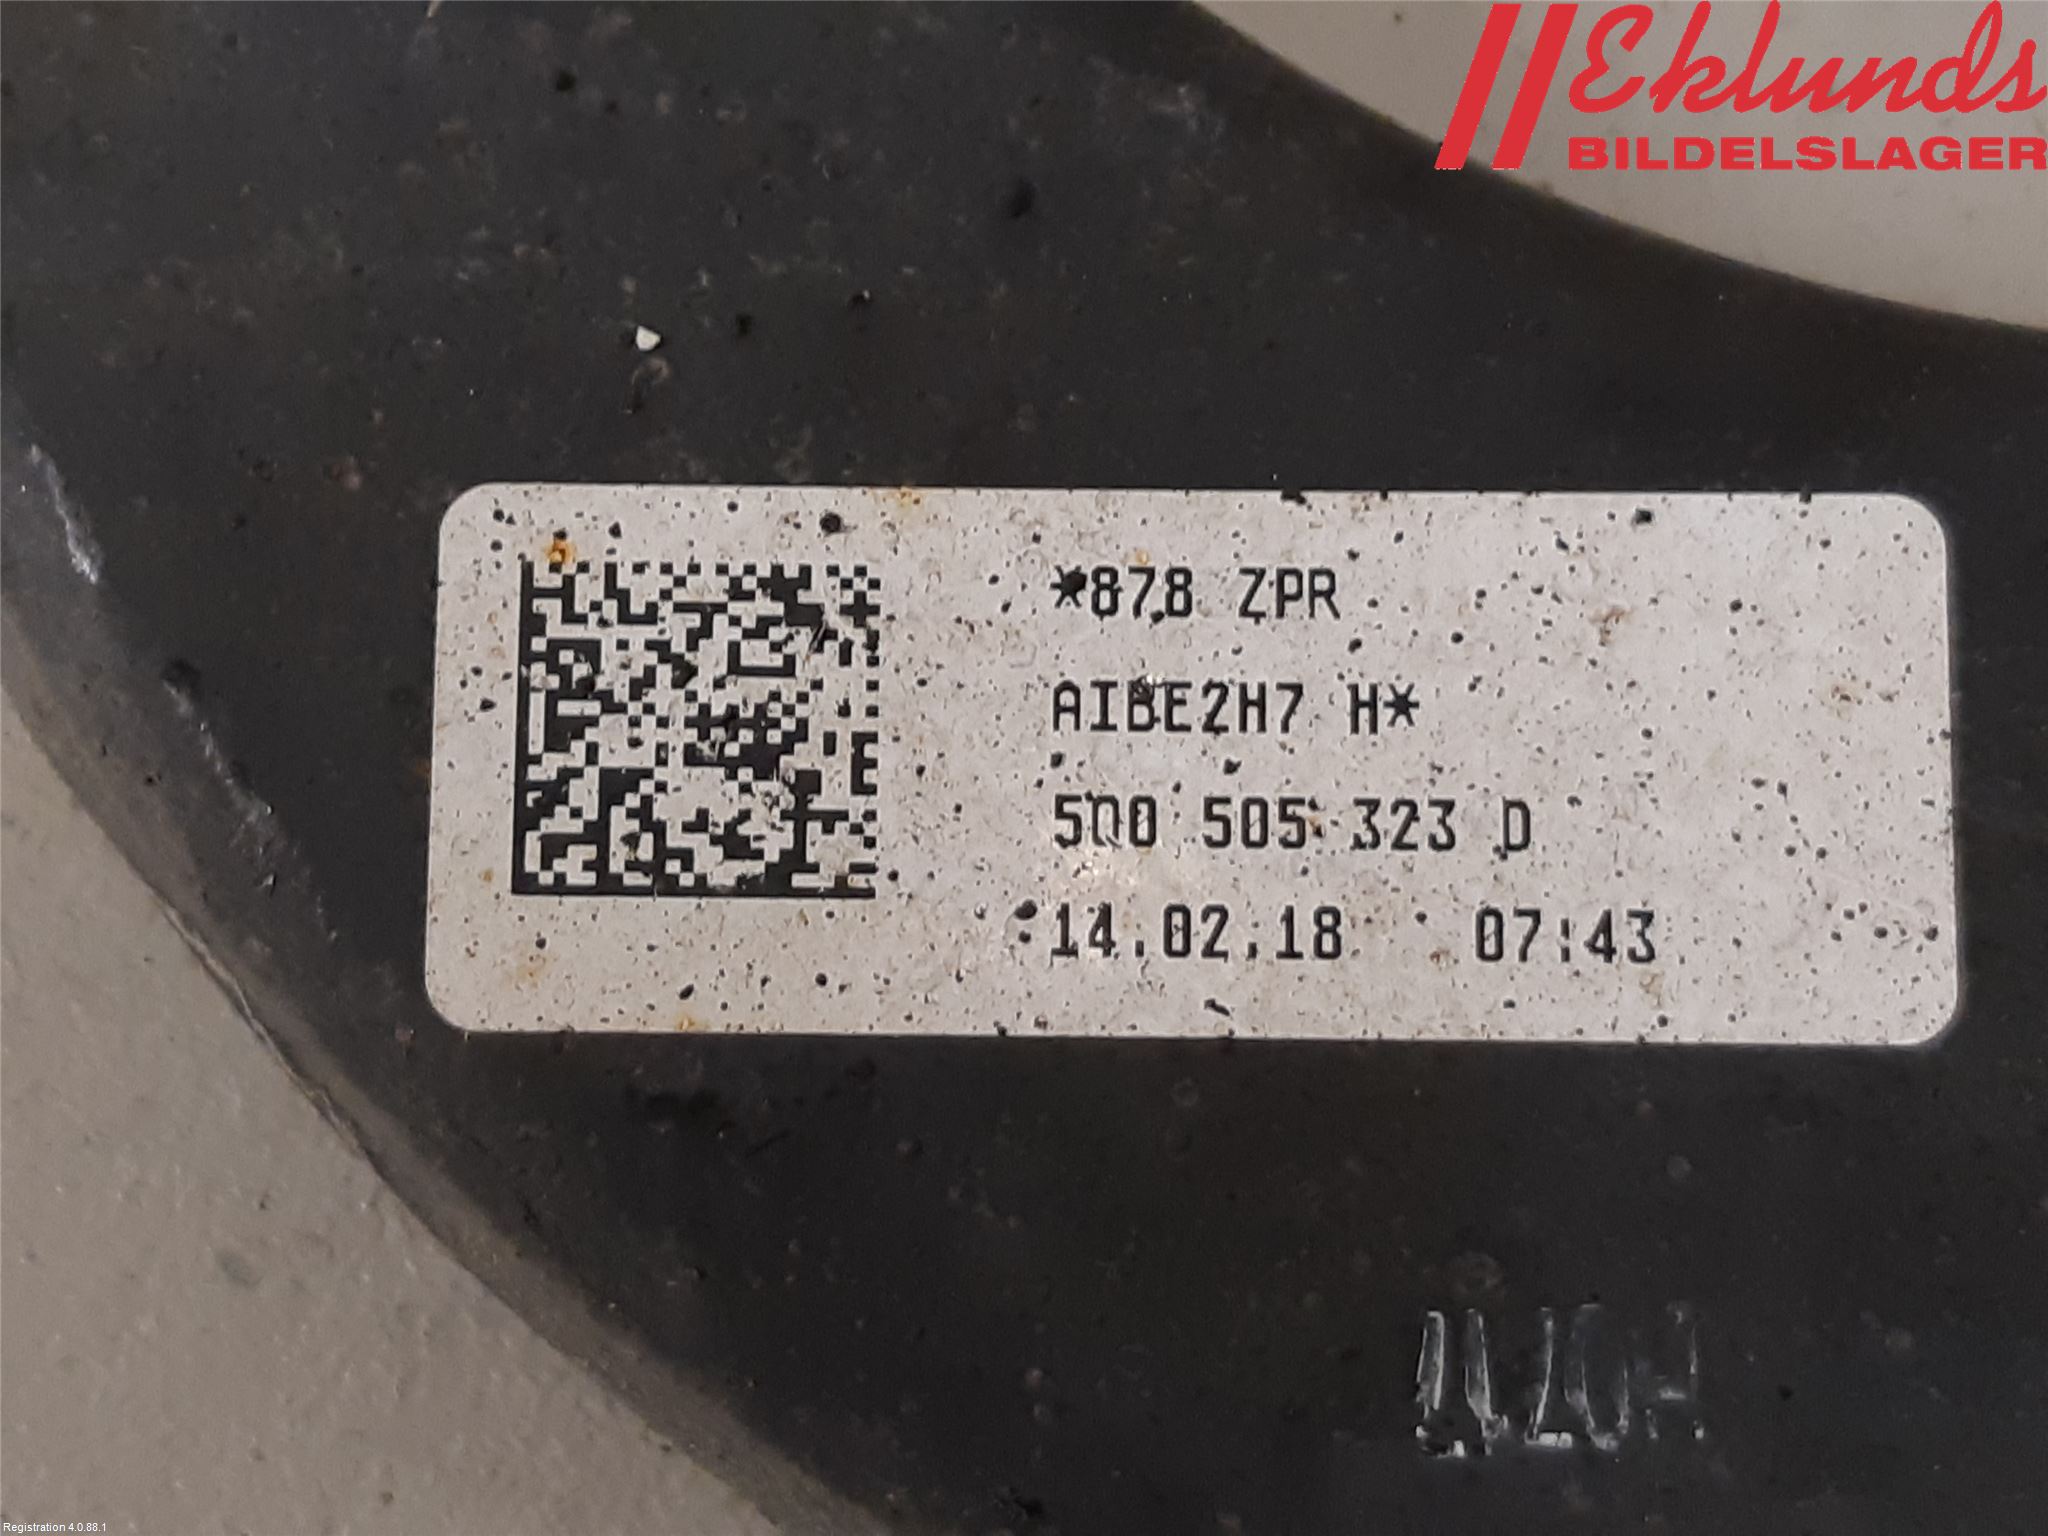 Eklunds
BILDELSLAGER
*878 ZPR
AIBE2H7 H*
5Q0 505 323 D
14.02.18 07:43
Registration 4.0.88.1